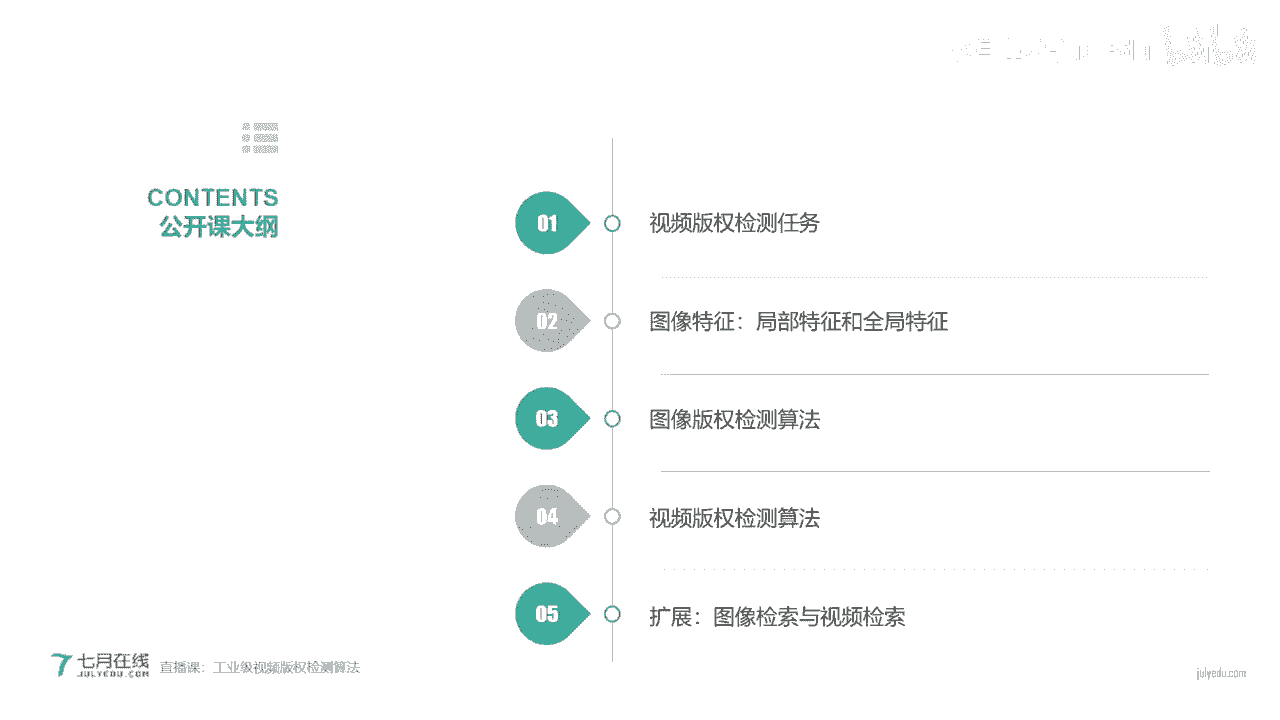 CONTENTS
公开课大纲
01
视频版权检测任务
02
图像特征：局部特征和全局特征
03
图像版权检测算法
04
视频版权检测算法
05
扩展：图像检索与视频检索
七月在线
JULYEDU.COM
直播课：工业级视频版权检测算法
julyedu.com